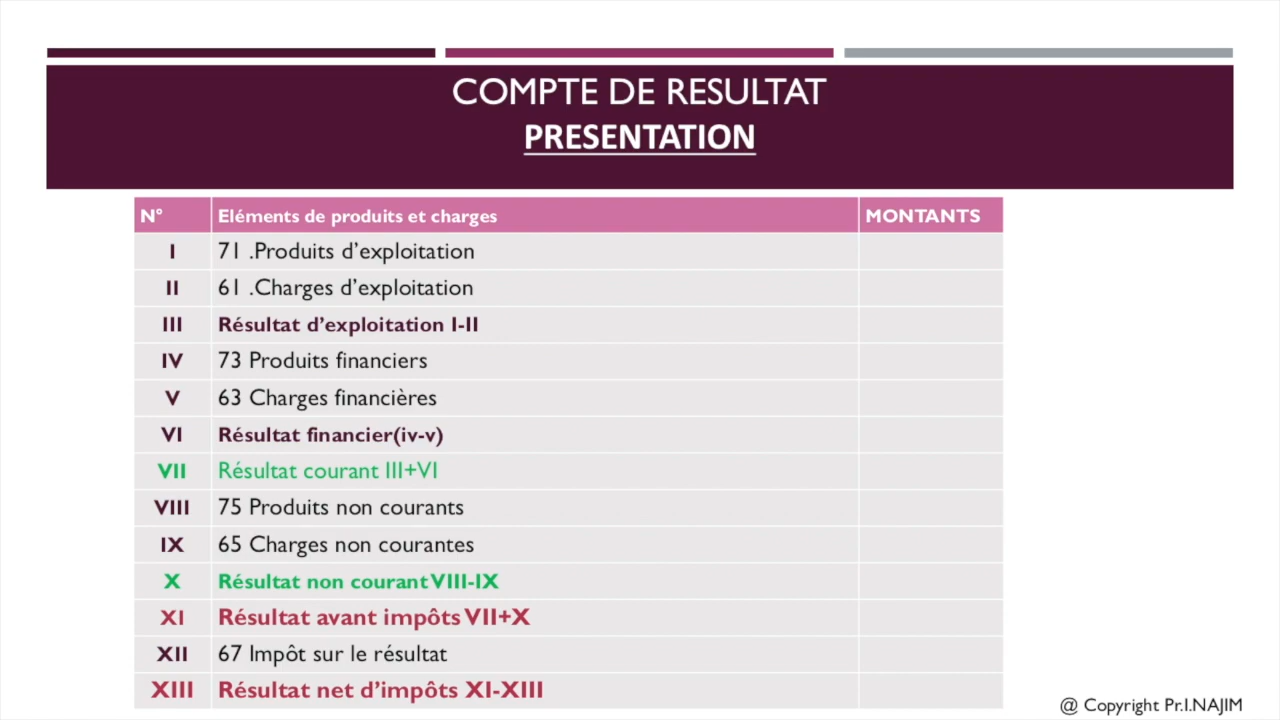 COMPTE DE RESULTAT
PRESENTATION
N° Eléments de produits et charges MONTANTS
I 71 .Produits d’exploitation
II 61 .Charges d’exploitation
III Résultat d’exploitation I-II
IV 73 Produits financiers
V 63 Charges financières
VI Résultat financier(iv-v)
VII Résultat courant III+VI
VIII 75 Produits non courants
IX 65 Charges non courantes
X Résultat non courant VIII-IX
XI Résultat avant impôts VII+X
XII 67 Impôt sur le résultat
XIII Résultat net d’impôts XI-XIII
@ Copyright Pr.I.NAJIM